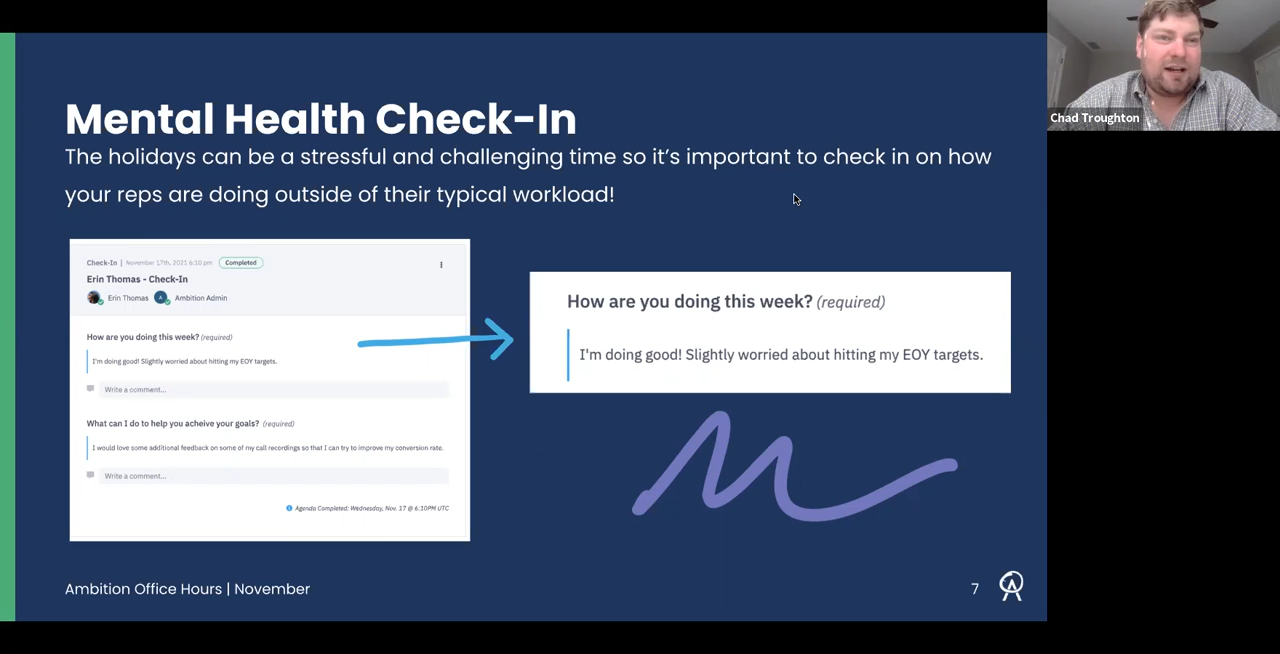 Mental Health Check-In
The holidays can be a stressful and challenging time so it's important to check in on how
your reps are doing outside of their typical workload!
Chad Troughton
Check-In | November 17th, 2021 6:10 pm Completed
Erin Thomas - Check-In
Erin Thomas A Ambition Admin
How are you doing this week? (required)
I'm doing good! Slightly worried about hitting my EOY targets.
Write a comment...
What can I do to help you acheive your goals? (required)
I would love some additional feedback on some of my call recordings so that I can try to improve my conversion rate.
Write a comment...
Agenda Completed: Wednesday, Nov. 17 @ 6:10PM UTC
How are you doing this week? (required)
I'm doing good! Slightly worried about hitting my EOY targets.
Ambition Office Hours | November
7